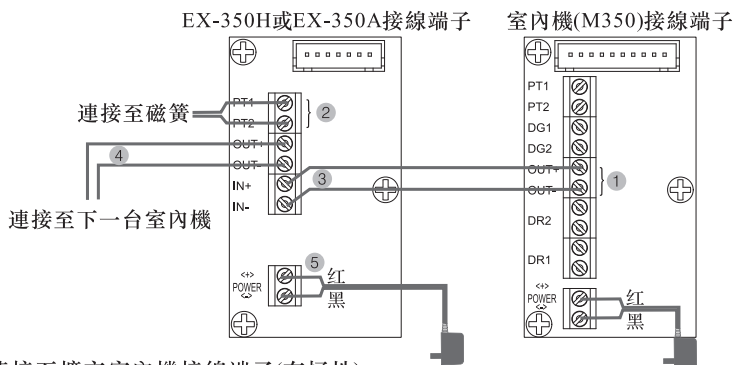 EX-350H或EX-350A接線端子
室內機(M350)接線端子
連接至磁簧
PT1
PT2
OUT+
OUT-
IN+
IN-
②
③
④
連接至下一台室內機
<+>
POWER
<->
⑤
红
黑
PT1
PT2
DG1
DG2
OUT+
OUT-
DR2
DR1
①
<+>
POWER
<->
红
黑